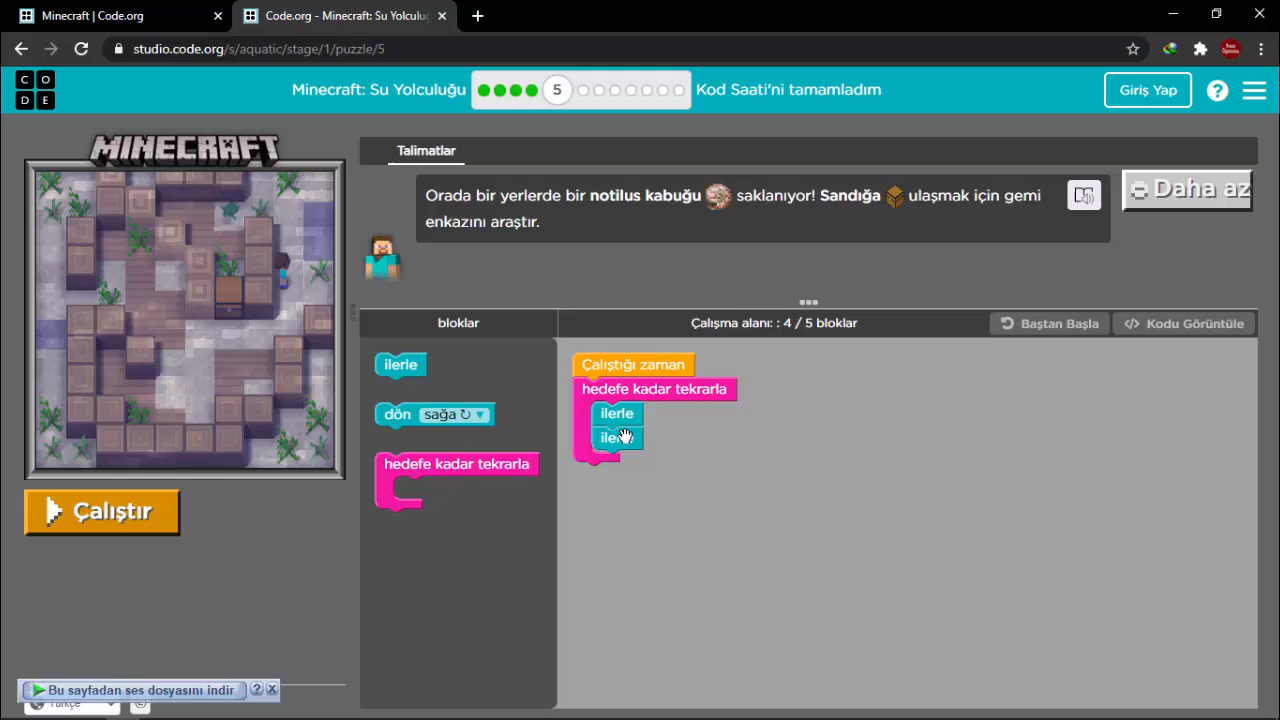 Minecraft | Code.org
Code.org - Minecraft: Su Yolculuğu
studio.code.org/s/aquatic/stage/1/puzzle/5
C O
D E
Minecraft: Su Yolculuğu
5
Kod Saati'ni tamamladım
Giriş Yap
MINECRAFT
Talimatlar
Orada bir yerlerde bir notilus kabuğu saklanıyor! Sandığa ulaşmak için gemi
enkazını araştır.
Daha az
bloklar
Çalışma alanı: : 4 / 5 bloklar
Baştan Başla
</> Kodu Görüntüle
ilerle
dön sağa
hedefe kadar tekrarla
Çalıştığı zaman
hedefe kadar tekrarla
ilerle
Çalıştır
Bu sayfadan ses dosyasını indir
? X
Türkçe